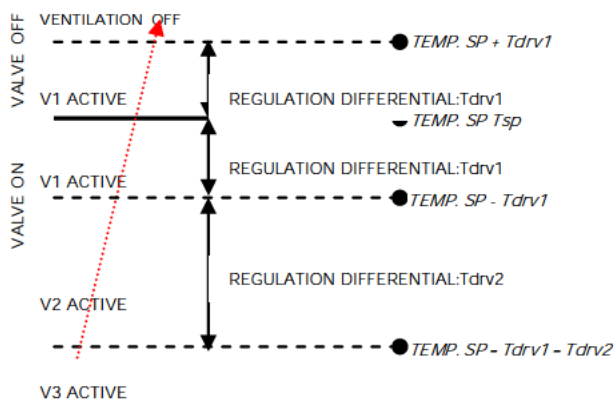 VENTILATION OFF
TEMP. SP + Tdrv1
VALVE OFF
V1 ACTIVE
REGULATION DIFFERENTIAL:Tdrv1
TEMP. SP Tsp
VALVE ON
V1 ACTIVE
REGULATION DIFFERENTIAL:Tdrv1
TEMP. SP - Tdrv1
REGULATION DIFFERENTIAL:Tdrv2
V2 ACTIVE
TEMP. SP – Tdrv1 – Tdrv2
V3 ACTIVE